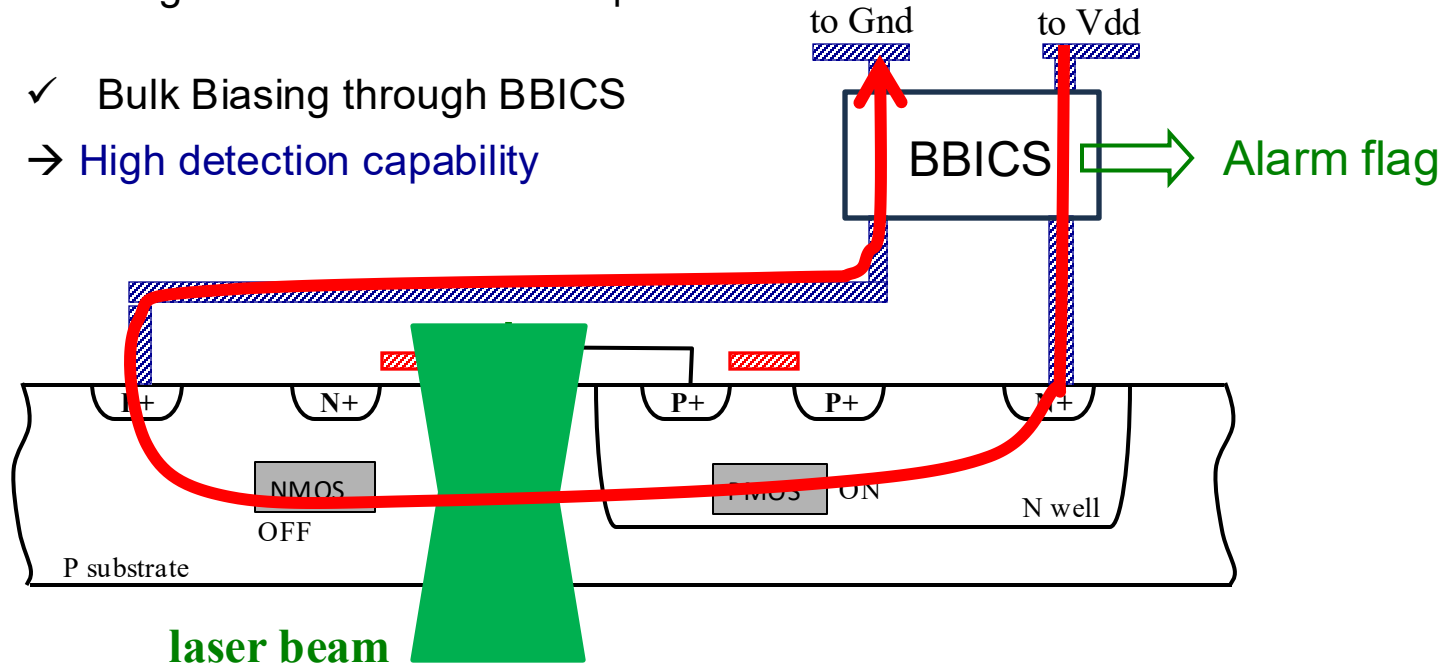 to Gnd
to Vdd
✓ Bulk Biasing through BBICS
→ High detection capability
BBICS
Alarm flag
P+
N+
P+
P+
N+
NMOS
PMOS
ON
OFF
N well
P substrate
laser beam